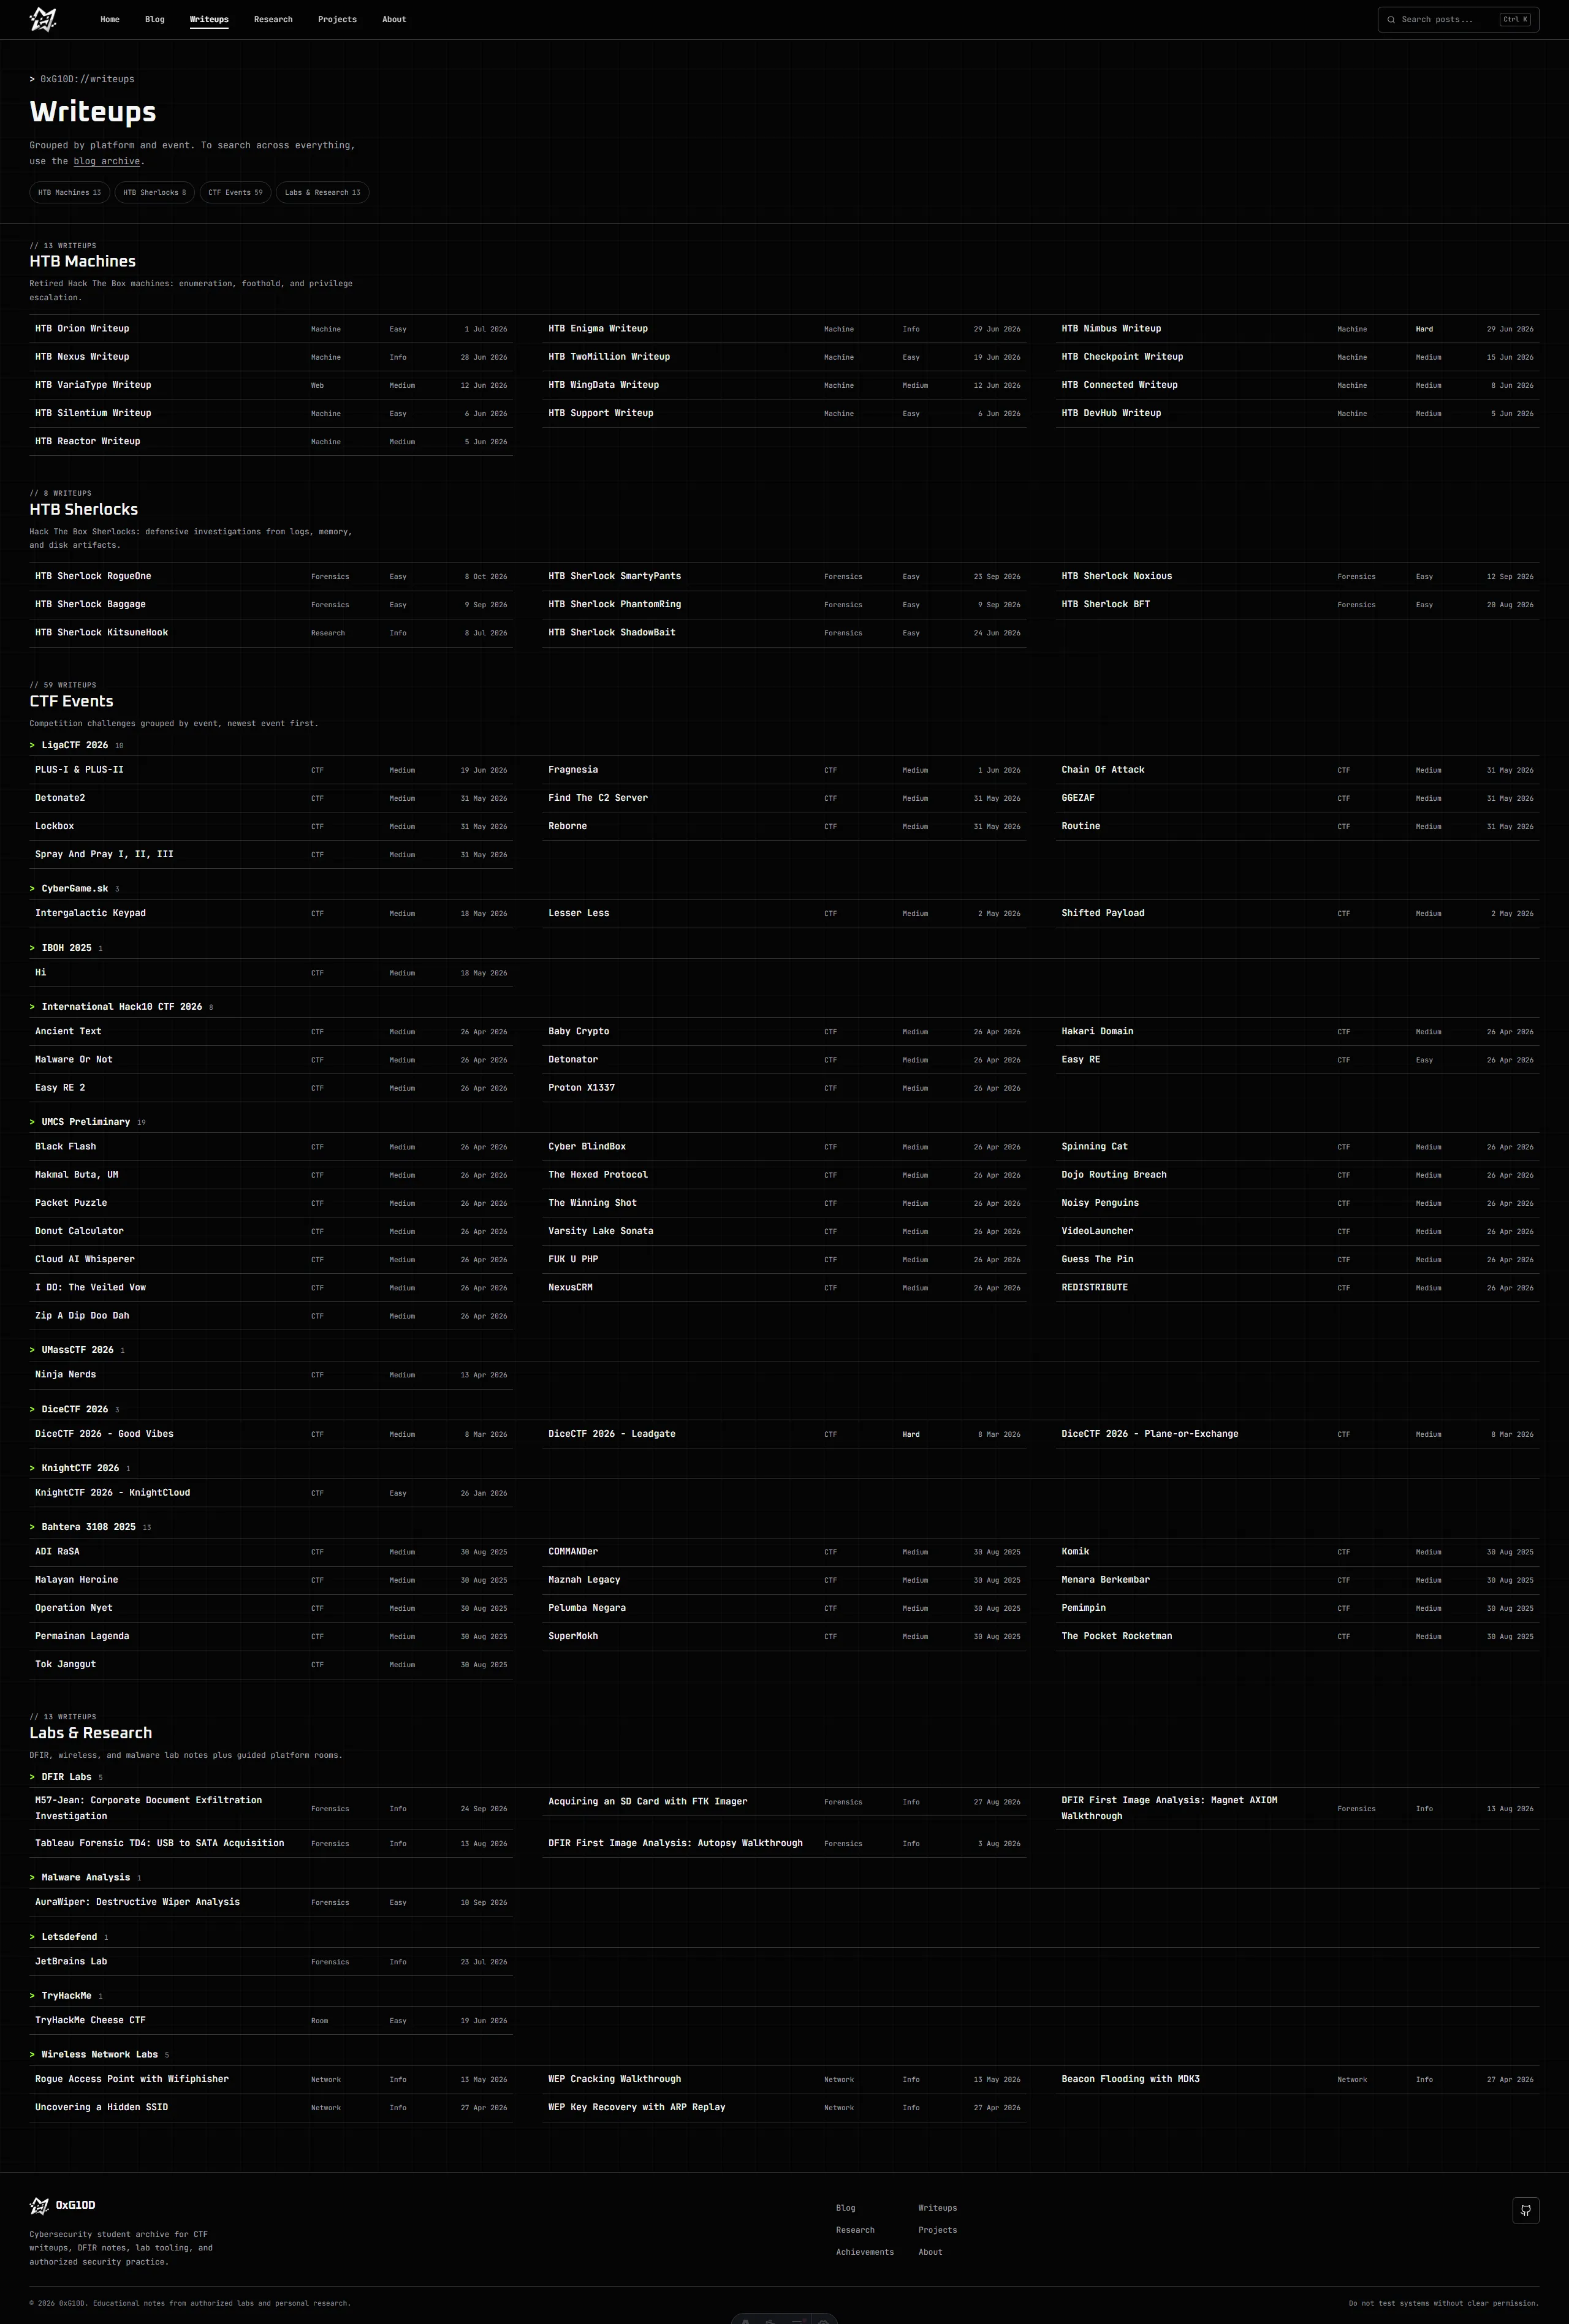 Home Blog Writeups Research Projects About Search posts... Ctrl K
> 0xG10D://writeups
Writeups
Grouped by platform and event. To search across everything,
use the blog archive.
HTB Machines 13 HTB Sherlocks 8 CTF Events 59 Labs & Research 13
// 13 WRITEUPS
HTB Machines
Retired Hack The Box machines: enumeration, foothold, and privilege
escalation.
HTB Orion Writeup Machine Easy 1 Jul 2026 HTB Enigma Writeup Machine Info 29 Jun 2026 HTB Nimbus Writeup Machine Hard 29 Jun 2026
HTB Nexus Writeup Machine Info 28 Jun 2026 HTB TwoMillion Writeup Machine Easy 19 Jun 2026 HTB Checkpoint Writeup Machine Medium 15 Jun 2026
HTB VariaType Writeup Web Medium 12 Jun 2026 HTB WingData Writeup Machine Medium 12 Jun 2026 HTB Connected Writeup Machine Medium 8 Jun 2026
HTB Silentium Writeup Machine Easy 6 Jun 2026 HTB Support Writeup Machine Easy 6 Jun 2026 HTB DevHub Writeup Machine Medium 5 Jun 2026
HTB Reactor Writeup Machine Medium 5 Jun 2026
// 8 WRITEUPS
HTB Sherlocks
Hack The Box Sherlocks: defensive investigations from logs, memory,
and disk artifacts.
HTB Sherlock RogueOne Forensics Easy 8 Oct 2026 HTB Sherlock SmartyPants Forensics Easy 23 Sep 2026 HTB Sherlock Noxious Forensics Easy 12 Sep 2026
HTB Sherlock Baggage Forensics Easy 9 Sep 2026 HTB Sherlock PhantomRing Forensics Easy 9 Sep 2026 HTB Sherlock BFT Forensics Easy 20 Aug 2026
HTB Sherlock KitsuneHook Research Info 8 Jul 2026 HTB Sherlock ShadowBait Forensics Easy 24 Jun 2026
// 59 WRITEUPS
CTF Events
Competition challenges grouped by event, newest event first.
> LigaCTF 2026 10
PLUS-I & PLUS-II CTF Medium 19 Jun 2026 Fragnesia CTF Medium 1 Jun 2026 Chain Of Attack CTF Medium 31 May 2026
Detonate2 CTF Medium 31 May 2026 Find The C2 Server CTF Medium 31 May 2026 GGEZAF CTF Medium 31 May 2026
Lockbox CTF Medium 31 May 2026 Reborne CTF Medium 31 May 2026 Routine CTF Medium 31 May 2026
Spray And Pray I, II, III CTF Medium 31 May 2026
> CyberGame.sk 3
Intergalactic Keypad CTF Medium 18 May 2026 Lesser Less CTF Medium 2 May 2026 Shifted Payload CTF Medium 2 May 2026
> IBOH 2025 1
Hi CTF Medium 18 May 2026
> International Hack10 CTF 2026 8
Ancient Text CTF Medium 26 Apr 2026 Baby Crypto CTF Medium 26 Apr 2026 Hakari Domain CTF Medium 26 Apr 2026
Malware Or Not CTF Medium 26 Apr 2026 Detonator CTF Medium 26 Apr 2026 Easy RE CTF Easy 26 Apr 2026
Easy RE 2 CTF Medium 26 Apr 2026 Proton X1337 CTF Medium 26 Apr 2026
> UMCS Preliminary 19
Black Flash CTF Medium 26 Apr 2026 Cyber BlindBox CTF Medium 26 Apr 2026 Spinning Cat CTF Medium 26 Apr 2026
Makmal Buta, UM CTF Medium 26 Apr 2026 The Hexed Protocol CTF Medium 26 Apr 2026 Dojo Routing Breach CTF Medium 26 Apr 2026
Packet Puzzle CTF Medium 26 Apr 2026 The Winning Shot CTF Medium 26 Apr 2026 Noisy Penguins CTF Medium 26 Apr 2026
Donut Calculator CTF Medium 26 Apr 2026 Varsity Lake Sonata CTF Medium 26 Apr 2026 VideoLauncher CTF Medium 26 Apr 2026
Cloud AI Whisperer CTF Medium 26 Apr 2026 FUK U PHP CTF Medium 26 Apr 2026 Guess The Pin CTF Medium 26 Apr 2026
I DO: The Veiled Vow CTF Medium 26 Apr 2026 NexusCRM CTF Medium 26 Apr 2026 REDISTRIBUTE CTF Medium 26 Apr 2026
Zip A Dip Doo Dah CTF Medium 26 Apr 2026
> UMassCTF 2026 1
Ninja Nerds CTF Medium 13 Apr 2026
> DiceCTF 2026 3
DiceCTF 2026 - Good Vibes CTF Medium 8 Mar 2026 DiceCTF 2026 - Leadgate CTF Hard 8 Mar 2026 DiceCTF 2026 - Plane-or-Exchange CTF Medium 8 Mar 2026
> KnightCTF 2026 1
KnightCTF 2026 - KnightCloud CTF Easy 26 Jan 2026
> Bahtera 3108 2025 13
ADI RaSA CTF Medium 30 Aug 2025 COMMANDer CTF Medium 30 Aug 2025 Komik CTF Medium 30 Aug 2025
Malayan Heroine CTF Medium 30 Aug 2025 Maznah Legacy CTF Medium 30 Aug 2025 Menara Berkembar CTF Medium 30 Aug 2025
Operation Nyet CTF Medium 30 Aug 2025 Pelumba Negara CTF Medium 30 Aug 2025 Pemimpin CTF Medium 30 Aug 2025
Permainan Lagenda CTF Medium 30 Aug 2025 SuperMokh CTF Medium 30 Aug 2025 The Pocket Rocketman CTF Medium 30 Aug 2025
Tok Janggut CTF Medium 30 Aug 2025
// 13 WRITEUPS
Labs & Research
DFIR, wireless, and malware lab notes plus guided platform rooms.
> DFIR Labs 5
M57-Jean: Corporate Document Exfiltration
Investigation Forensics Info 24 Sep 2026 Acquiring an SD Card with FTK Imager Forensics Info 27 Aug 2026 DFIR First Image Analysis: Magnet AXIOM
Walkthrough Forensics Info 13 Aug 2026
Tableau Forensic TD4: USB to SATA Acquisition Forensics Info 13 Aug 2026 DFIR First Image Analysis: Autopsy Walkthrough Forensics Info 3 Aug 2026
> Malware Analysis 1
AuraWiper: Destructive Wiper Analysis Forensics Easy 10 Sep 2026
> Letsdefend 1
JetBrains Lab Forensics Info 23 Jul 2026
> TryHackMe 1
TryHackMe Cheese CTF Room Easy 19 Jun 2026
> Wireless Network Labs 5
Rogue Access Point with Wifiphisher Network Info 13 May 2026 WEP Cracking Walkthrough Network Info 13 May 2026 Beacon Flooding with MDK3 Network Info 27 Apr 2026
Uncovering a Hidden SSID Network Info 27 Apr 2026 WEP Key Recovery with ARP Replay Network Info 27 Apr 2026
0xG10D
Cybersecurity student archive for CTF
writeups, DFIR notes, lab tooling, and
authorized security practice.
Blog Writeups
Research Projects
Achievements About
© 2026 0xG10D. Educational notes from authorized labs and personal research. Do not test systems without clear permission.